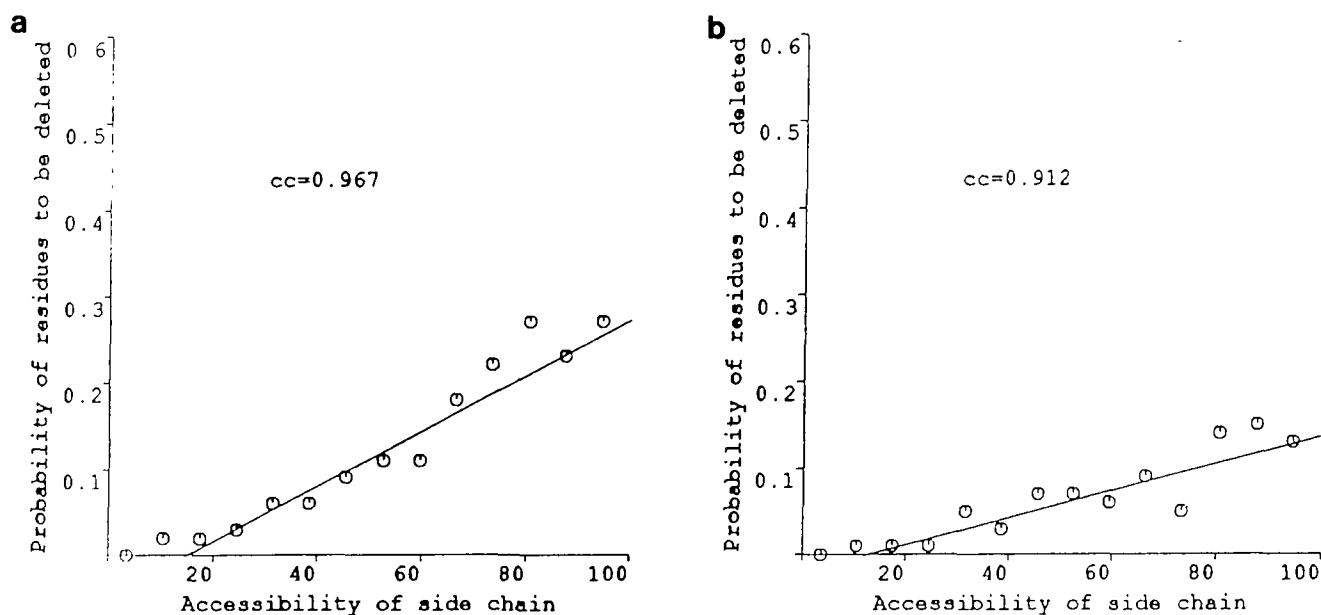 a
Probability of residues to be deleted
0 6
0.5
0.4
0.3
0.2
0.1
cc=0.967
20 40 60 80 100
Accessibility of side chain
b
Probability of residues to be deleted
0.6
0.5
0.4
0.3
0.2
0.1
cc=0.912
20 40 60 80 100
Accessibility of side chain